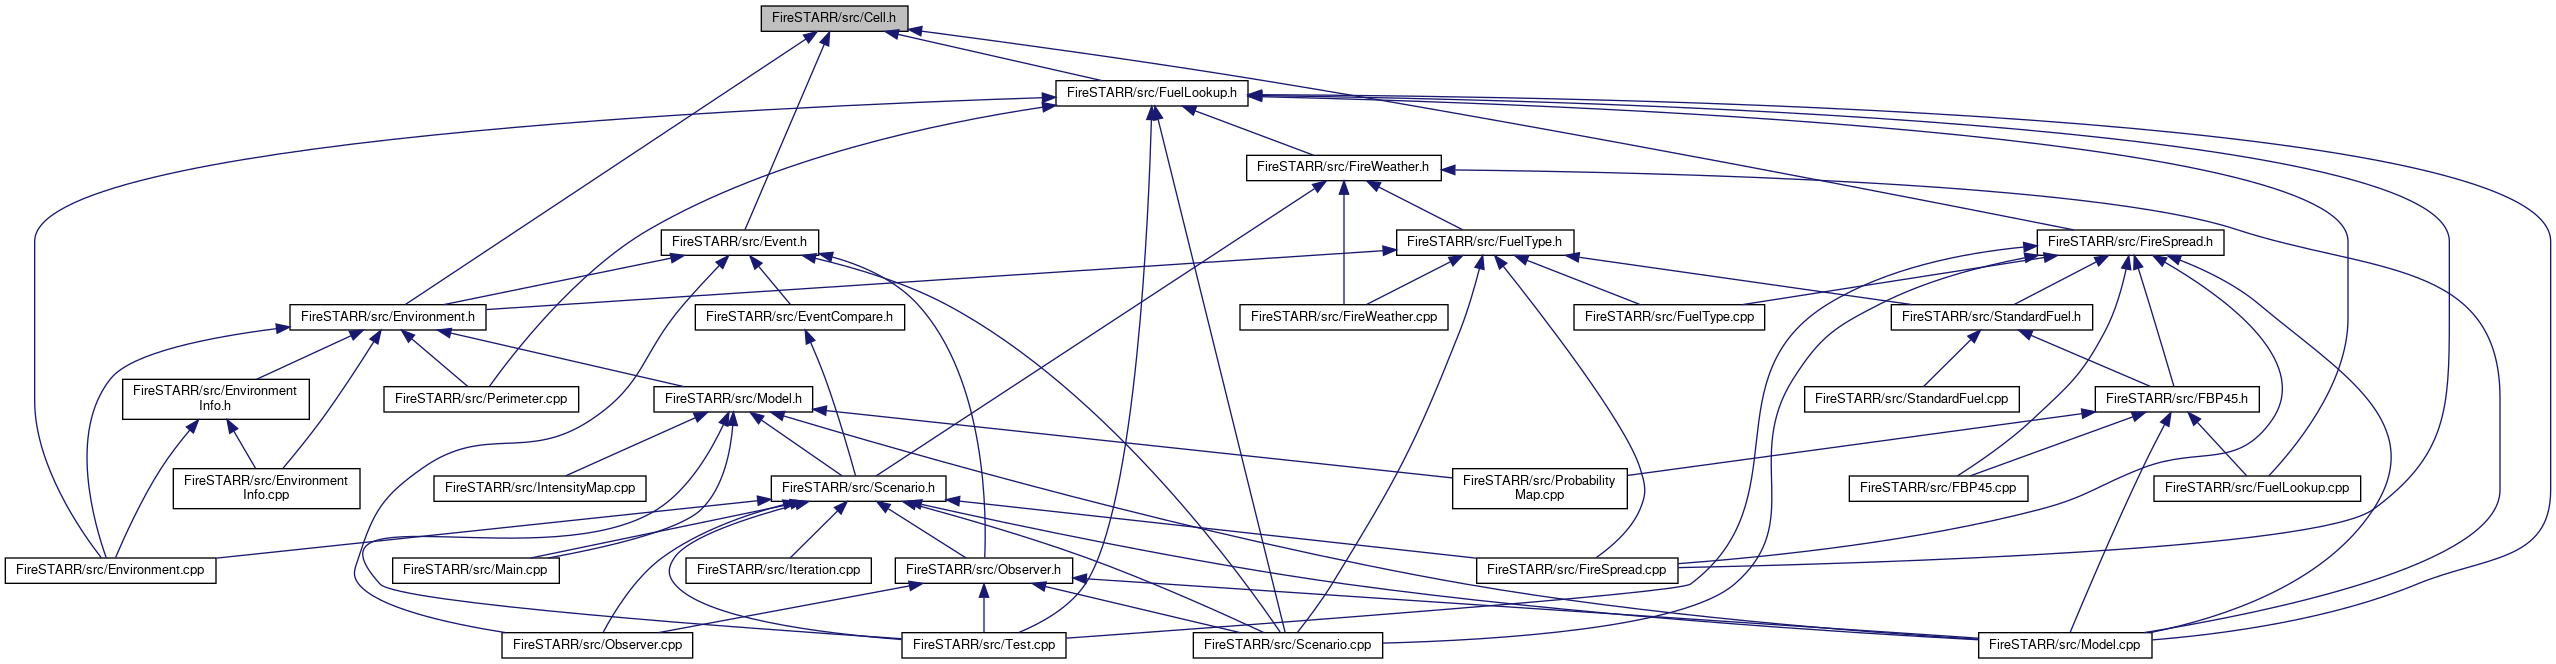 FireSTARR/src/Cell.h
FireSTARR/src/FuelLookup.h
FireSTARR/src/FireWeather.h
FireSTARR/src/Event.h
FireSTARR/src/FuelType.h
FireSTARR/src/FireSpread.h
FireSTARR/src/Environment.h
FireSTARR/src/EventCompare.h
FireSTARR/src/FireWeather.cpp
FireSTARR/src/FuelType.cpp
FireSTARR/src/StandardFuel.h
FireSTARR/src/Environment
Info.h
FireSTARR/src/Perimeter.cpp
FireSTARR/src/Model.h
FireSTARR/src/StandardFuel.cpp
FireSTARR/src/FBP45.h
FireSTARR/src/Environment
Info.cpp
FireSTARR/src/IntensityMap.cpp
FireSTARR/src/Scenario.h
FireSTARR/src/Probability
Map.cpp
FireSTARR/src/FBP45.cpp
FireSTARR/src/FuelLookup.cpp
FireSTARR/src/Environment.cpp
FireSTARR/src/Main.cpp
FireSTARR/src/Iteration.cpp
FireSTARR/src/Observer.h
FireSTARR/src/FireSpread.cpp
FireSTARR/src/Observer.cpp
FireSTARR/src/Test.cpp
FireSTARR/src/Scenario.cpp
FireSTARR/src/Model.cpp